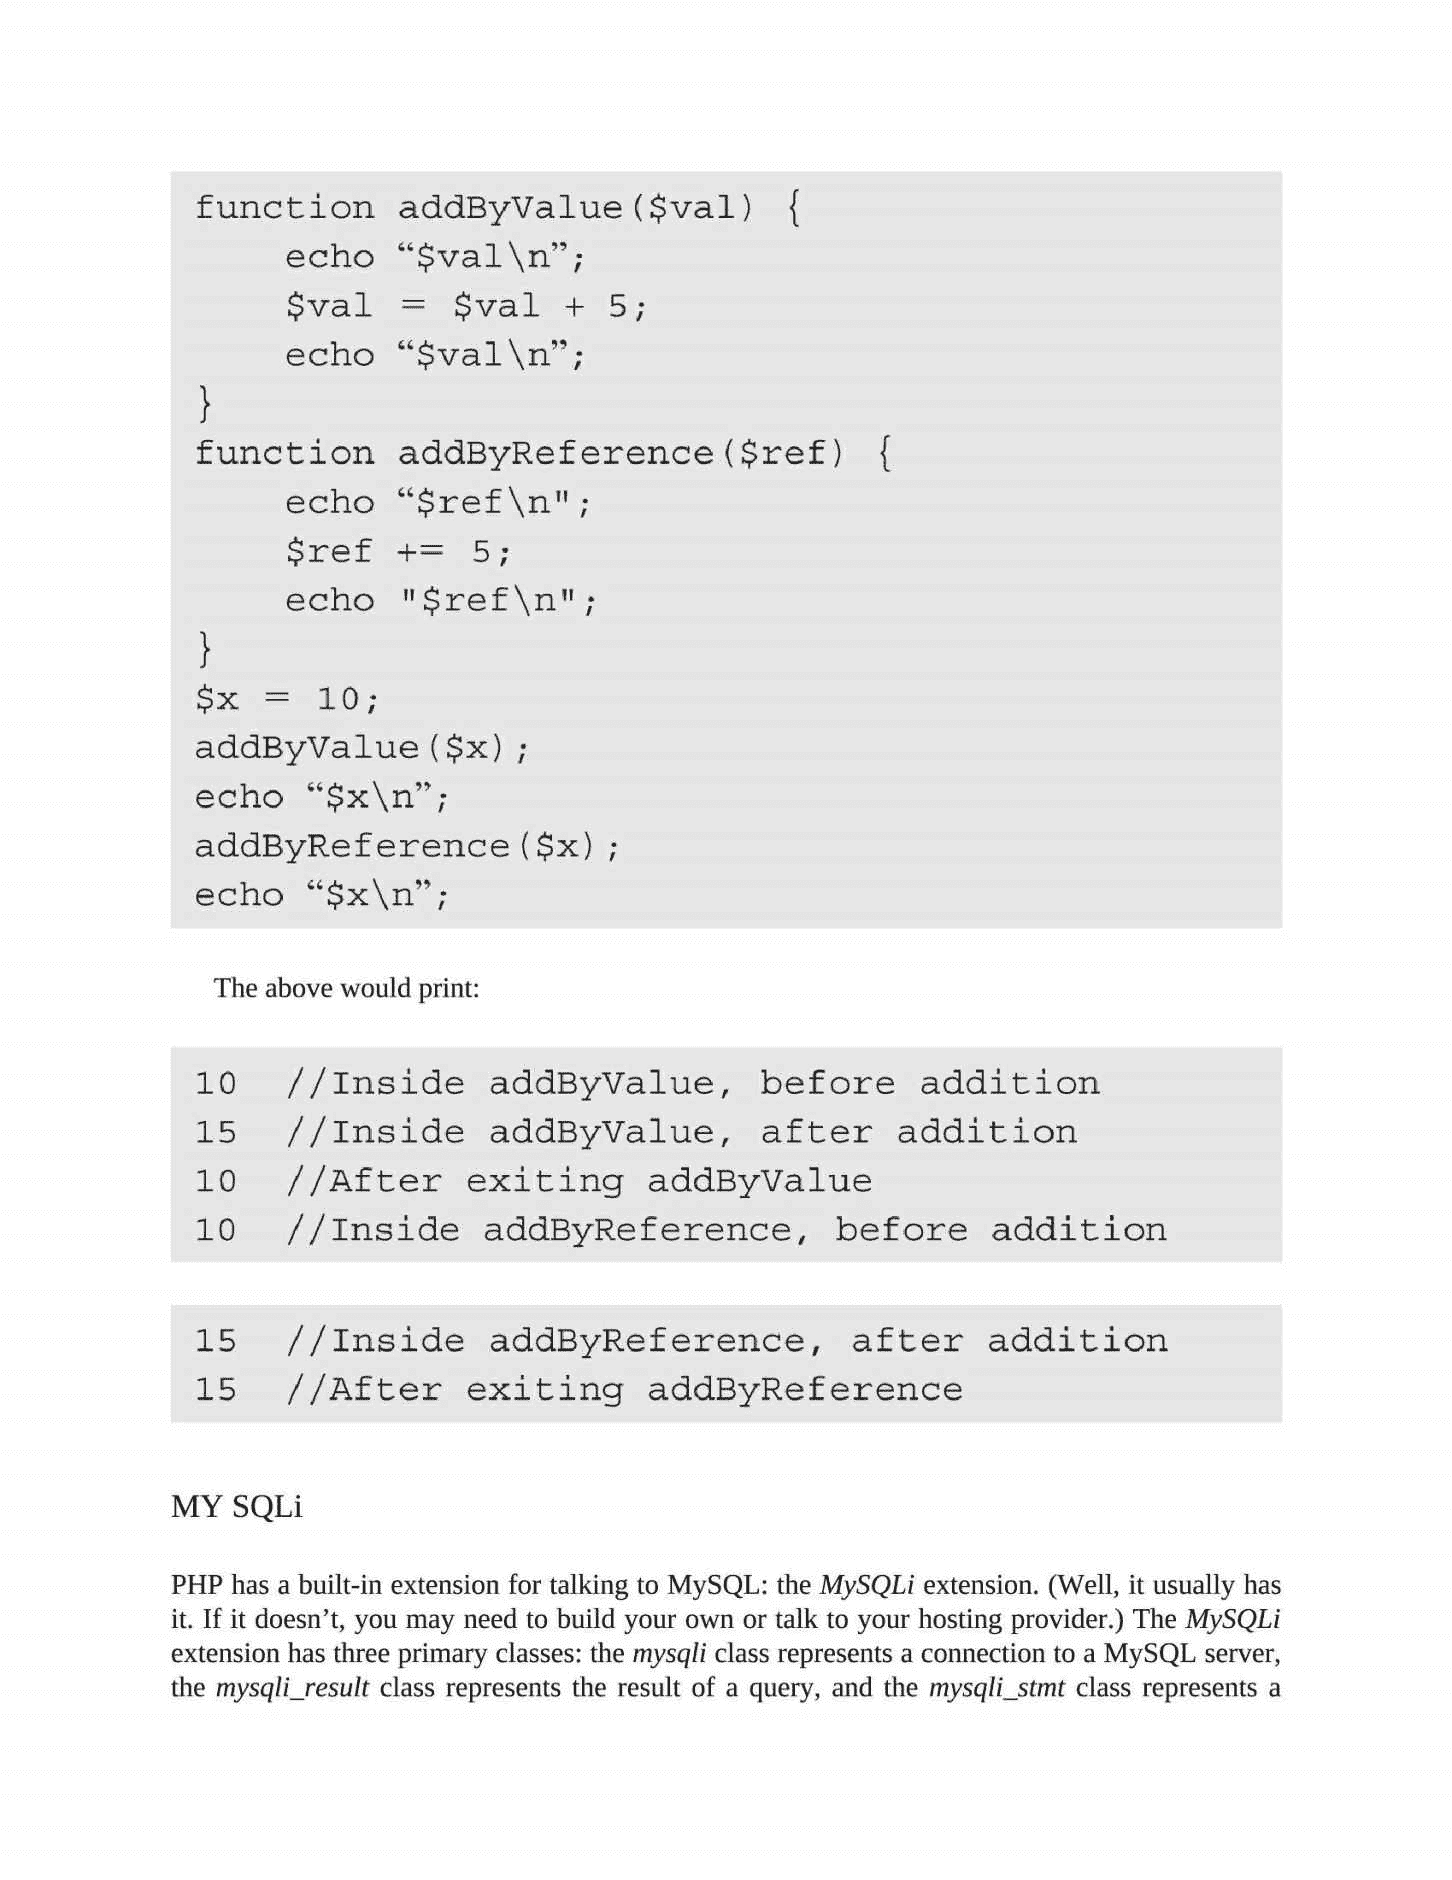 function addByValue($val) {
    echo “$val\n”;
    $val = $val + 5;
    echo “$val\n”;
}
function addByReference($ref) {
    echo “$ref\n";
    $ref += 5;
    echo "$ref\n";
}
$x = 10;
addByValue($x);
echo “$x\n”;
addByReference($x);
echo “$x\n”;
The above would print:
10  //Inside addByValue, before addition
15  //Inside addByValue, after addition
10  //After exiting addByValue
10  //Inside addByReference, before addition
15  //Inside addByReference, after addition
15  //After exiting addByReference
MY SQLi
PHP has a built-in extension for talking to MySQL: the MySQLi extension. (Well, it usually has
it. If it doesn’t, you may need to build your own or talk to your hosting provider.) The MySQLi
extension has three primary classes: the mysqli class represents a connection to a MySQL server,
the mysqli_result class represents the result of a query, and the mysqli_stmt class represents a